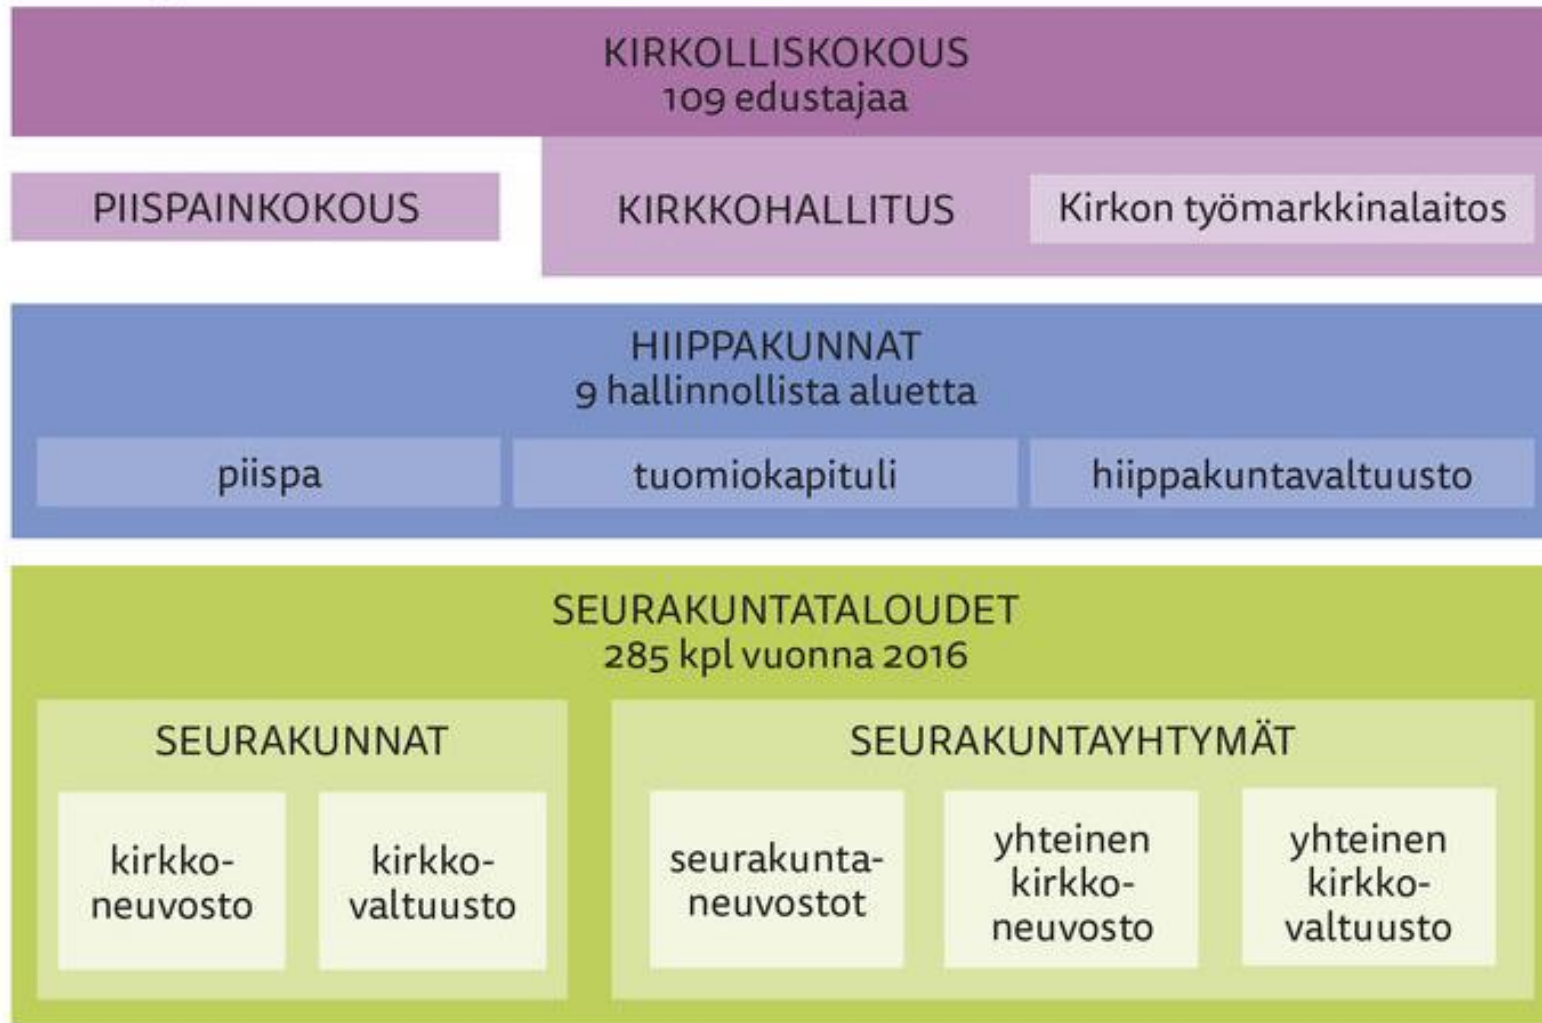 KIRKOLLISKOKOUS
109 edustajaa
PIISPAINKOKOUS
KIRKKOHALLITUS
Kirkon työmarkkinalaitos
HIIPPAKUNNAT
9 hallinnollista aluetta
piispa
tuomiokapituli
hiippakuntavaltuusto
SEURAKUNTATALOUDET
285 kpl vuonna 2016
SEURAKUNNAT
kirkko-
neuvosto
kirkko-
valtuusto
SEURAKUNTAYHTYMÄT
seurakunta-
neuvostot
yhteinen
kirkko-
neuvosto
yhteinen
kirkko-
valtuusto